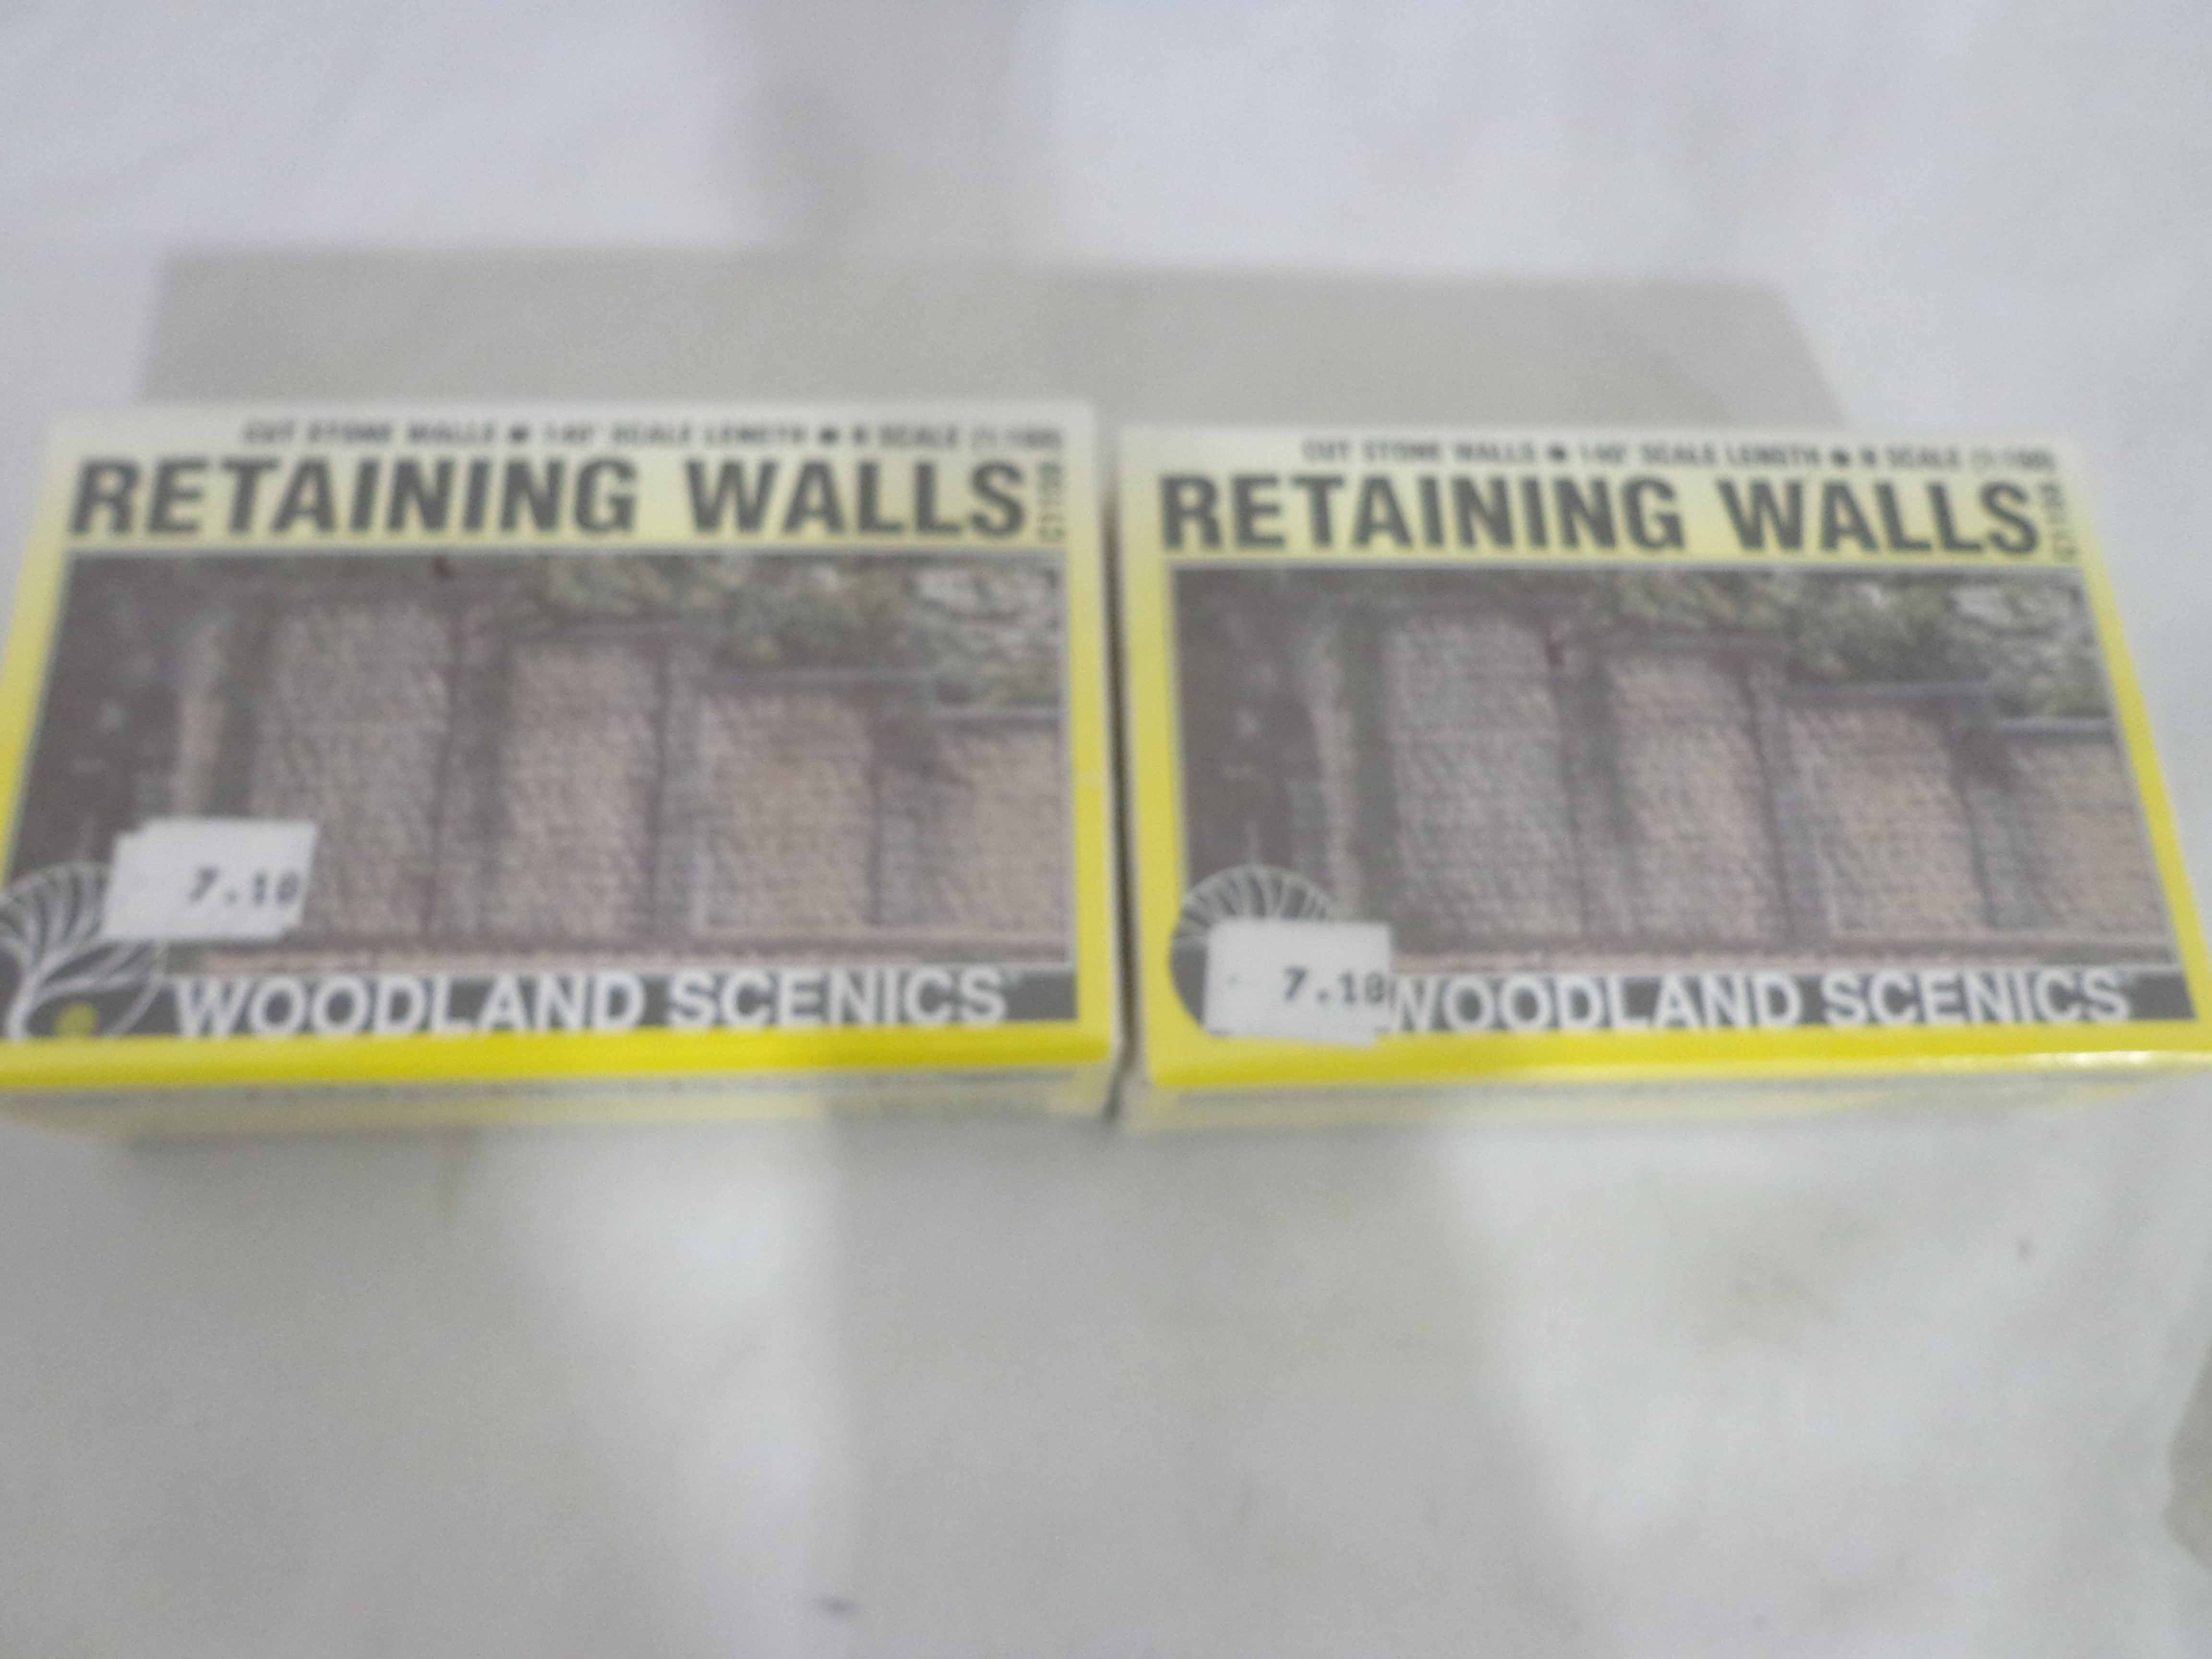 CUT STONE WALLS ● 140' SCALE LENGTH ● N SCALE (1:160)
RETAINING WALLS
C1159
7.10
WOODLAND SCENICS
CUT STONE WALLS ● 140' SCALE LENGTH ● N SCALE (1:160)
RETAINING WALLS
7.10
WOODLAND SCENICS